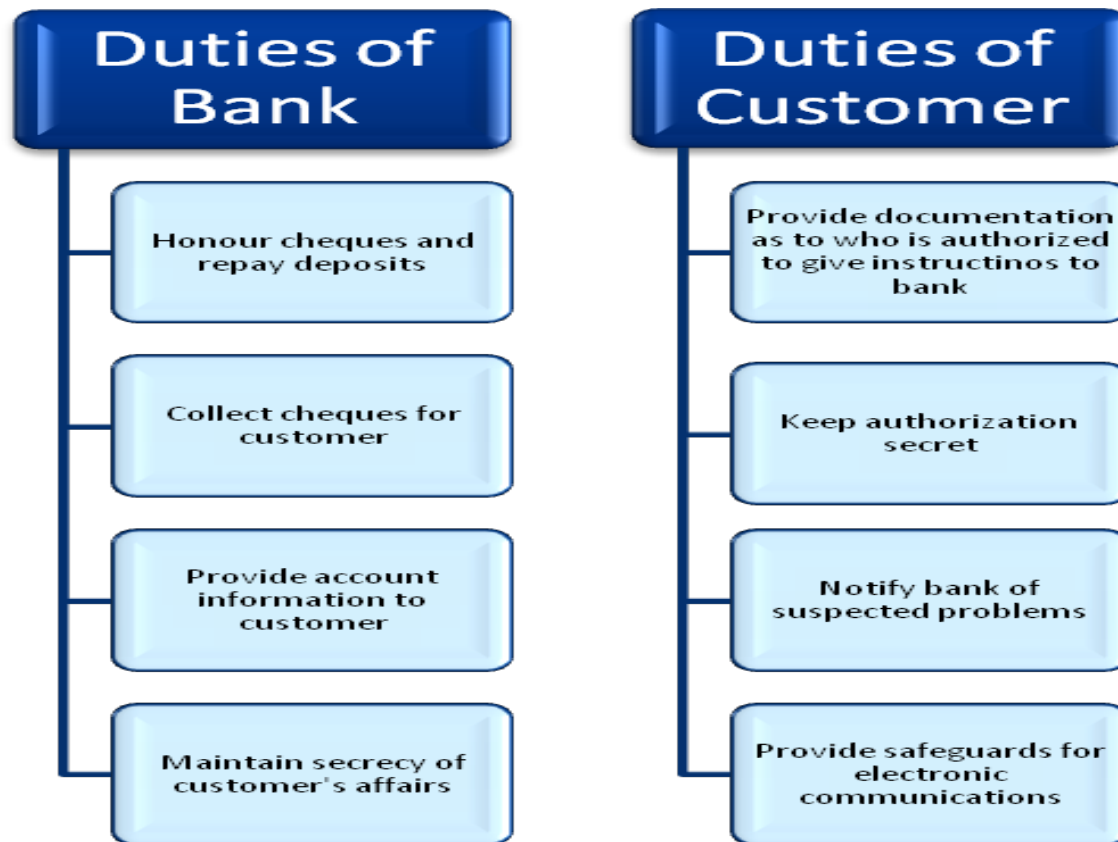 Duties of
Bank
Honour cheques and
repay deposits
Collect cheques for
customer
Provide account
information to
customer
Maintain secrecy of
customer's affairs
Duties of
Customer
Provide documentation
as to who is authorized
to give instructinos to
bank
Keep authorization
secret
Notify bank of
suspected problems
Provide safeguards for
electronic
communications